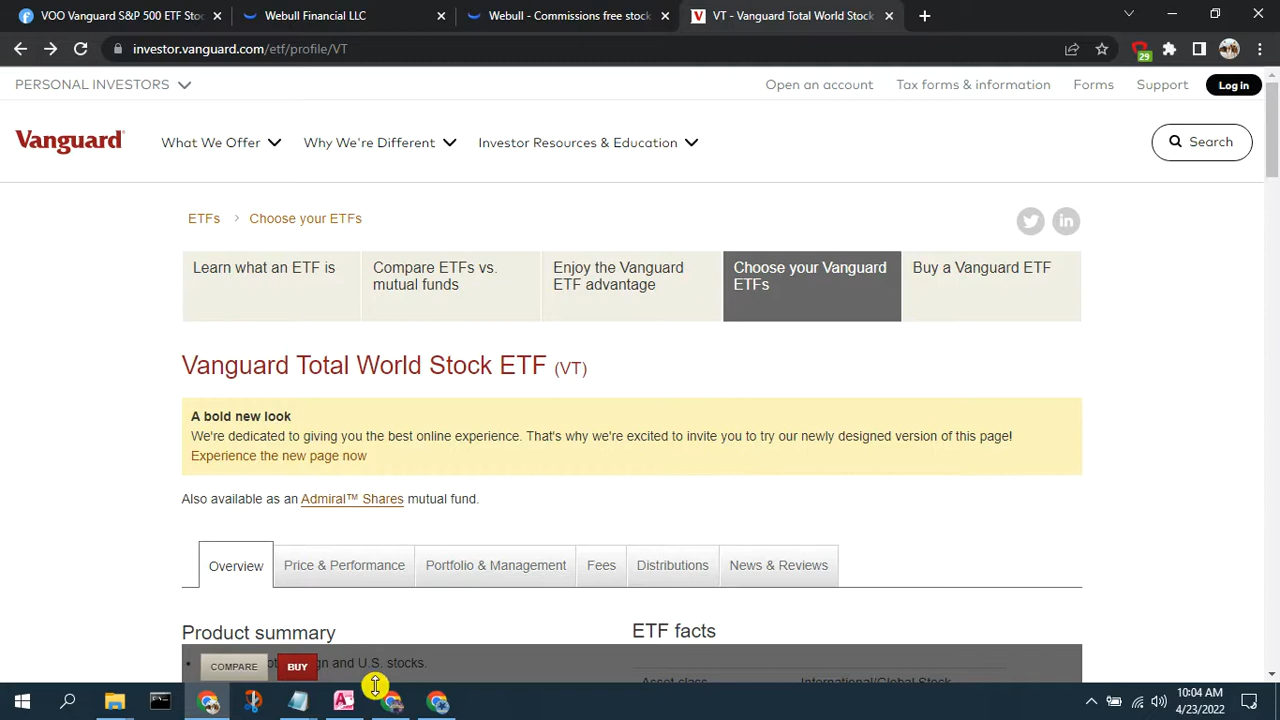 VOO Vanguard S&P 500 ETF Sto
Webull Financial LLC
Webull - Commissions free stock
VT - Vanguard Total World Stock
investor.vanguard.com/etf/profile/VT
29
PERSONAL INVESTORS
Open an account
Tax forms & information
Forms
Support
Log in
Vanguard
What We Offer
Why We're Different
Investor Resources & Education
Search
ETFs > Choose your ETFs
Learn what an ETF is
Compare ETFs vs.
mutual funds
Enjoy the Vanguard
ETF advantage
Choose your Vanguard
ETFs
Buy a Vanguard ETF
Vanguard Total World Stock ETF (VT)
A bold new look
We're dedicated to giving you the best online experience. That's why we're excited to invite you to try our newly designed version of this page!
Experience the new page now
Also available as an Admiral™ Shares mutual fund.
Overview
Price & Performance
Portfolio & Management
Fees
Distributions
News & Reviews
Product summary
ETF facts
COMPARE
BUY
and U.S. stocks.
Asset class
International/Global Stock
10:04 AM
4/23/2022